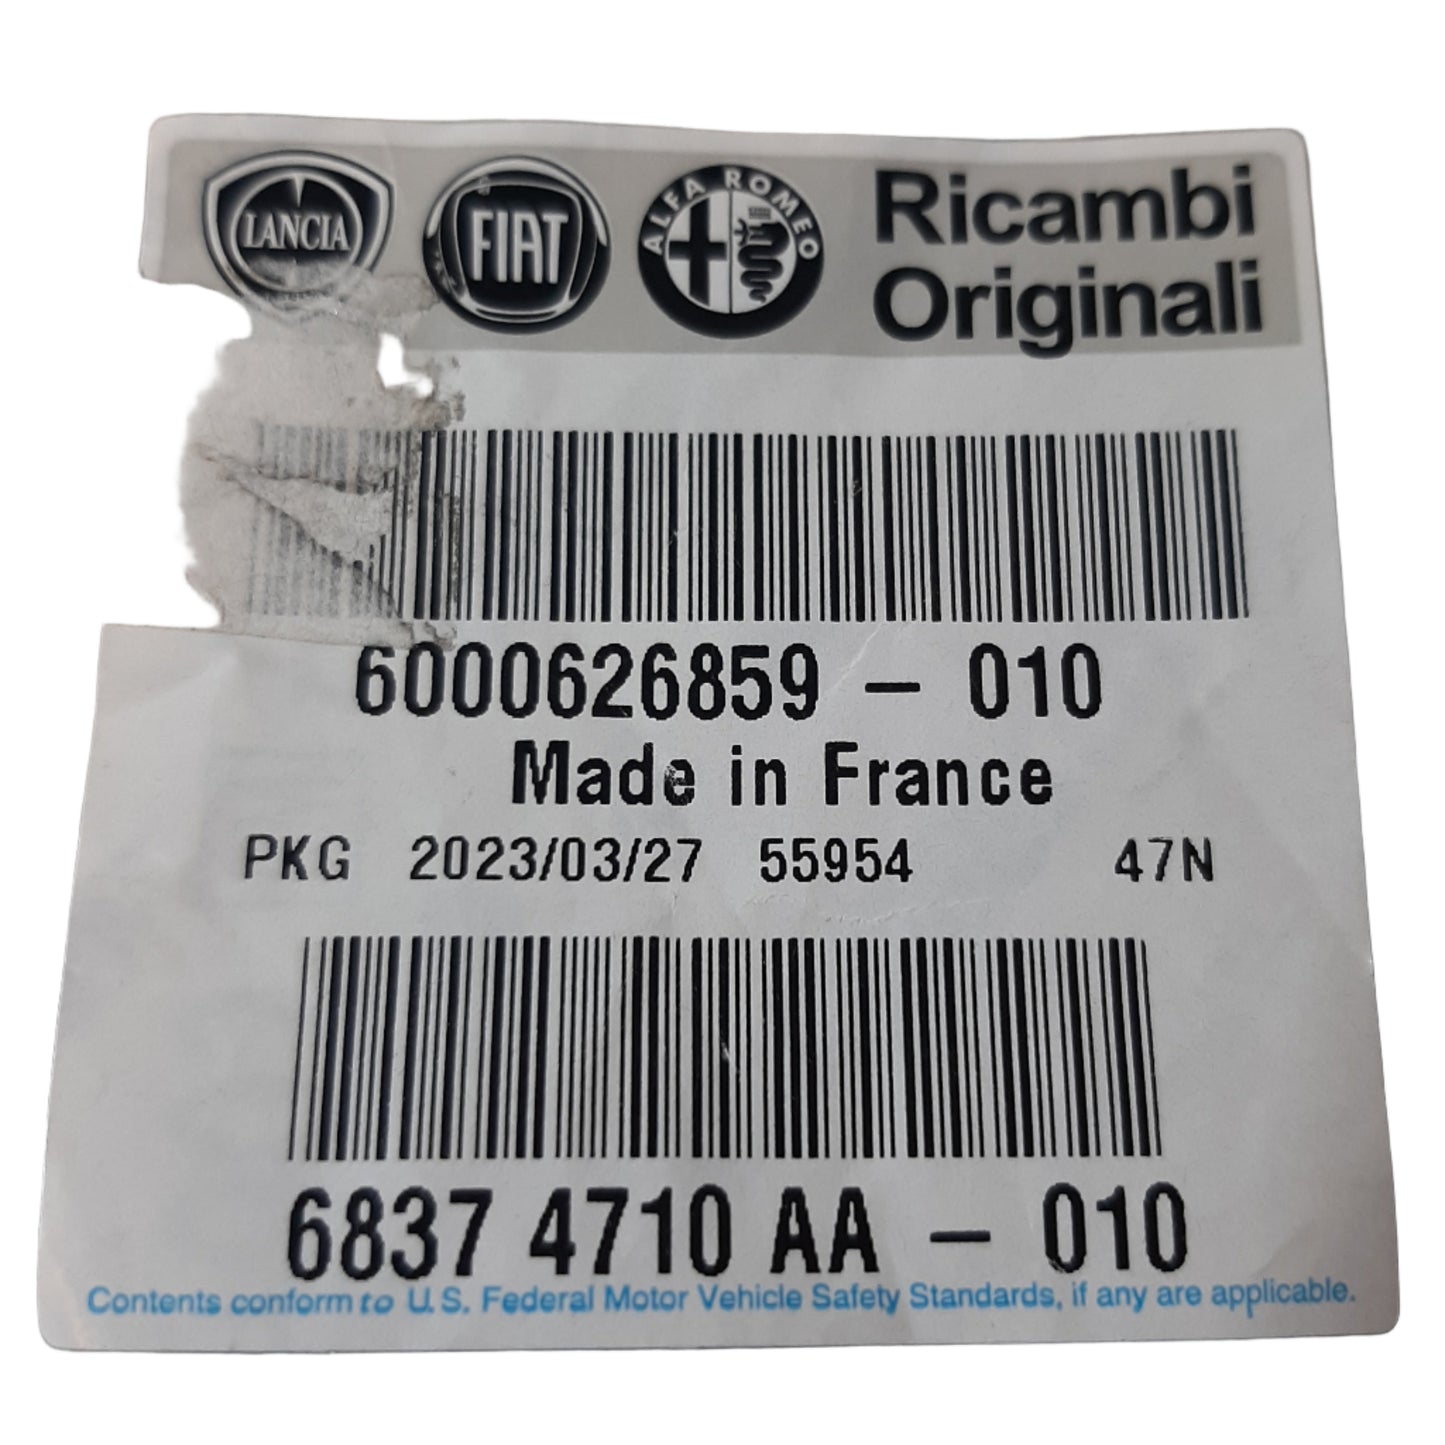 LANCIA FIAT ALFA ROMEO Ricambi
Originali
6000626859 - 010
Made in France
PKG 2023/03/27 55954 47N
6837 4710 AA - 010
Contents conform to U.S. Federal Motor Vehicle Safety Standards, if any are applicable.